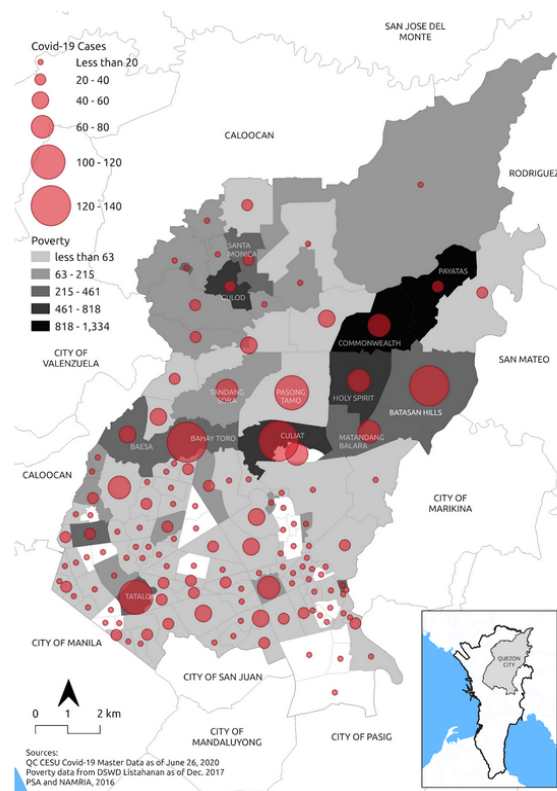 SAN JOSE DEL
MONTE
Covid-19 Cases
Less than 20
20 - 40
40 - 60
60 - 80
100 - 120
120 - 140
CALOOCAN
RODRIGUEZ
Poverty
less than 63
63 - 215
215 - 461
461 - 818
818 - 1,334
SANTA
MONICA
PAYATAS
GULOD
COMMONWEALTH
CITY OF
VALENZUELA
SAN MATEO
TANDANG
SORA
PASONG
TAMO
HOLY SPIRIT
BATASAN HILLS
BAESA
BAHAY TORO
CULIAT
MATANDANG
BALARA
CALOOCAN
CITY OF
MARIKINA
TATALON
CITY OF MANILA
CITY OF SAN JUAN
QUEZON
CITY
0 1 2 km
CITY OF
MANDALUYONG
CITY OF PASIG
Sources:
QC CESU Covid-19 Master Data as of June 26, 2020
Poverty data from DSWD Listahanan as of Dec. 2017
PSA and NAMRIA, 2016